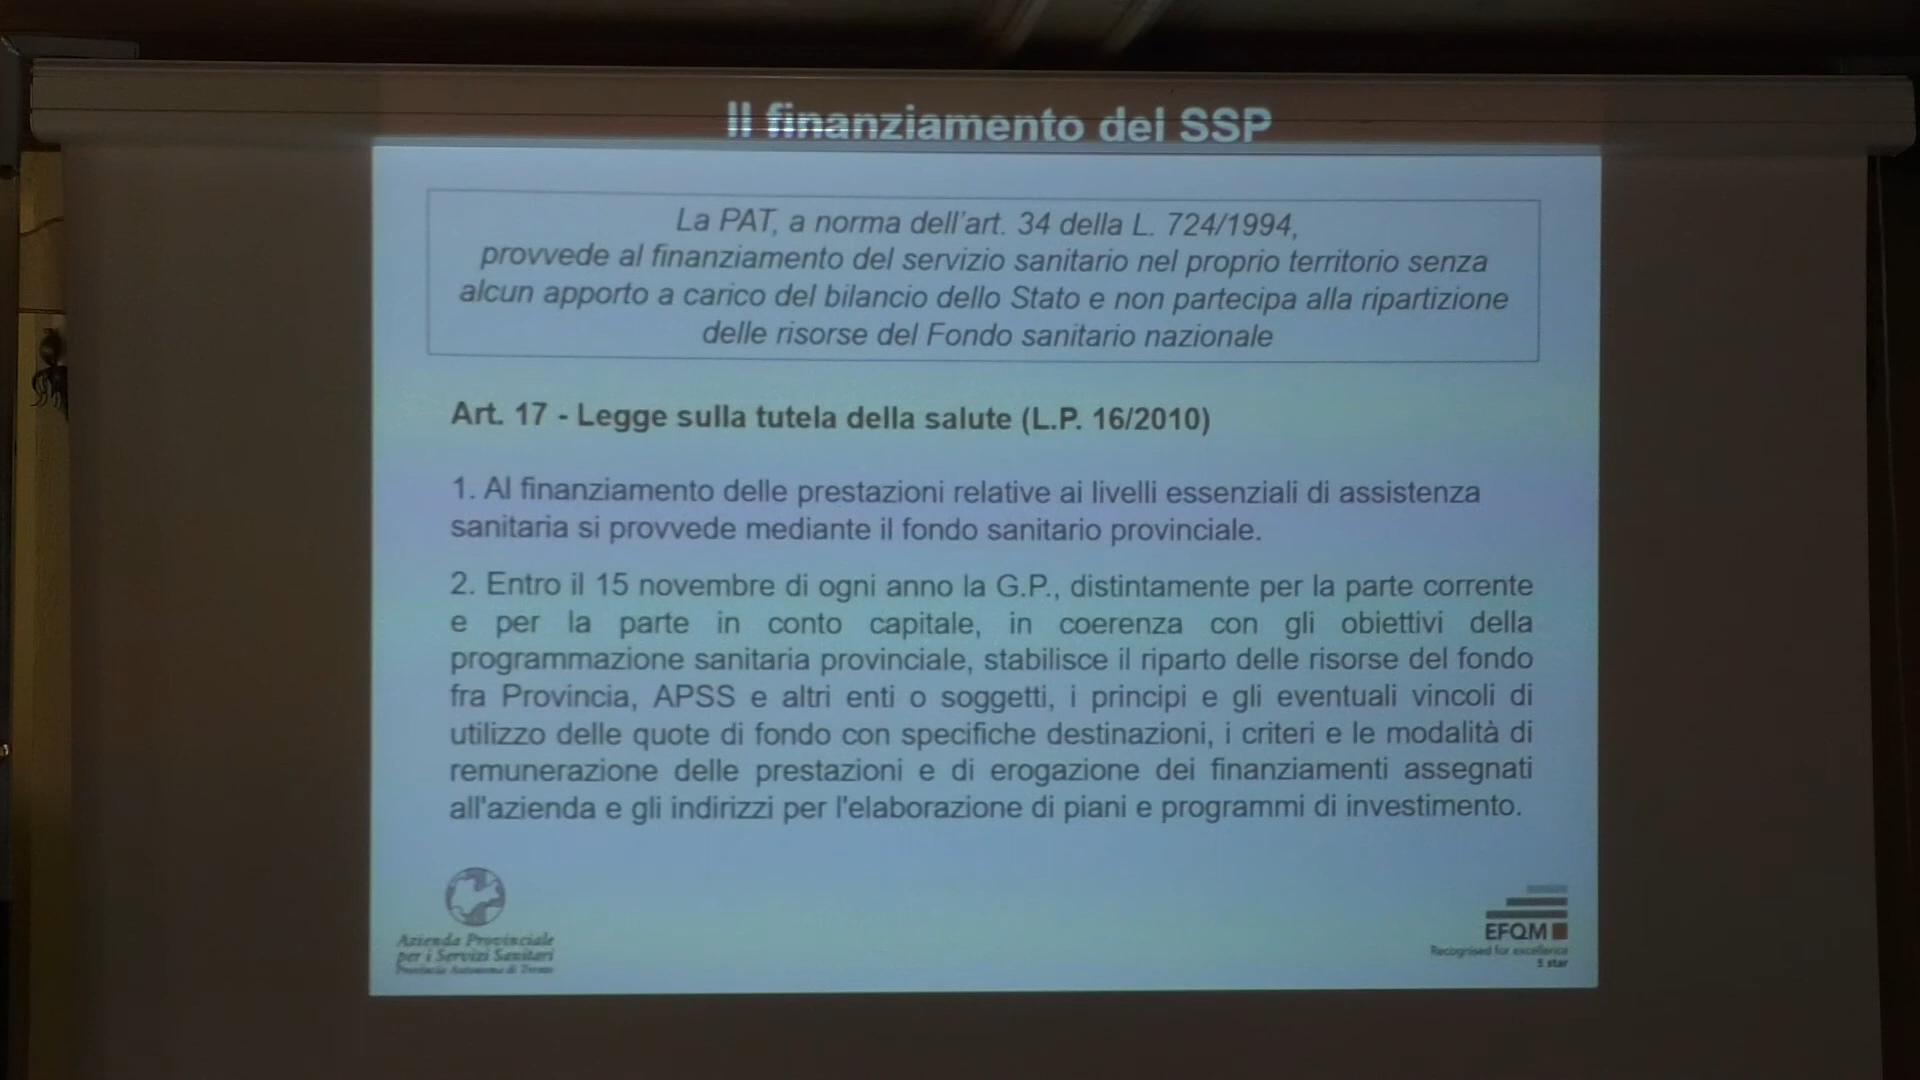 Il finanziamento del SSP
La PAT, a norma dell'art. 34 della L. 724/1994,
provvede al finanziamento del servizio sanitario nel proprio territorio senza
alcun apporto a carico del bilancio dello Stato e non partecipa alla ripartizione
delle risorse del Fondo sanitario nazionale
Art. 17 - Legge sulla tutela della salute (L.P. 16/2010)
1. Al finanziamento delle prestazioni relative ai livelli essenziali di assistenza
sanitaria si provvede mediante il fondo sanitario provinciale.
2. Entro il 15 novembre di ogni anno la G.P., distintamente per la parte corrente
e per la parte in conto capitale, in coerenza con gli obiettivi della
programmazione sanitaria provinciale, stabilisce il riparto delle risorse del fondo
fra Provincia, APSS e altri enti o soggetti, i principi e gli eventuali vincoli di
utilizzo delle quote di fondo con specifiche destinazioni, i criteri e le modalità di
remunerazione delle prestazioni e di erogazione dei finanziamenti assegnati
all'azienda e gli indirizzi per l'elaborazione di piani e programmi di investimento.
Azienda Provinciale
per i Servizi Sanitari
Provincia Autonoma di Trento
EFQM
Recognised for excellence
5 star